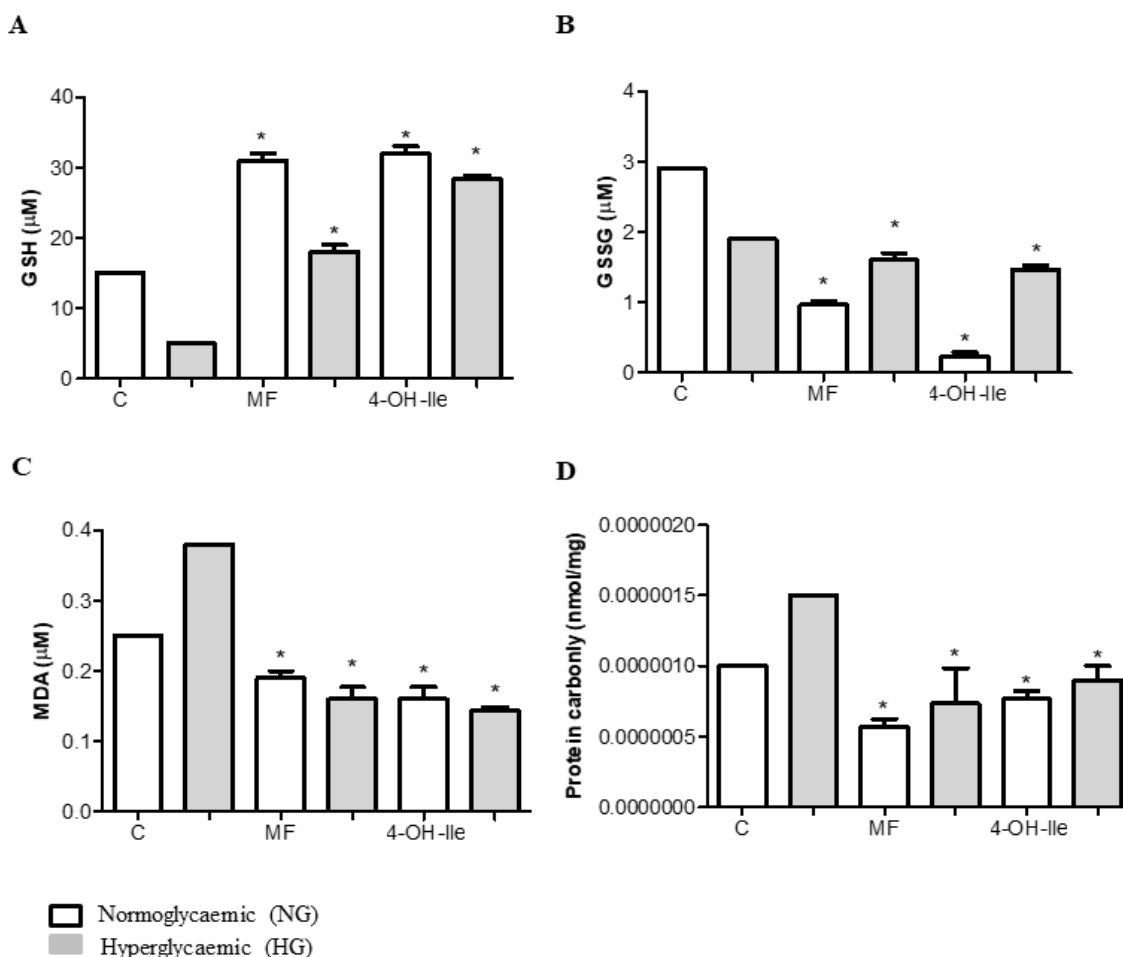 A
GSH (µM)
40
30
20
10
0
* * * *
C MF 4-OH-Ile
B
GSSG (µM)
4
3
2
1
0
* * * *
C MF 4-OH-Ile
C
MDA (µM)
0.4
0.3
0.2
0.1
0.0
* * * *
C MF 4-OH-Ile
D
Protein carbonly (nmol/mg)
0.0000020
0.0000015
0.0000010
0.0000005
0.0000000
* * * *
C MF 4-OH-Ile
Normoglycaemic (NG)
Hyperglycaemic (HG)